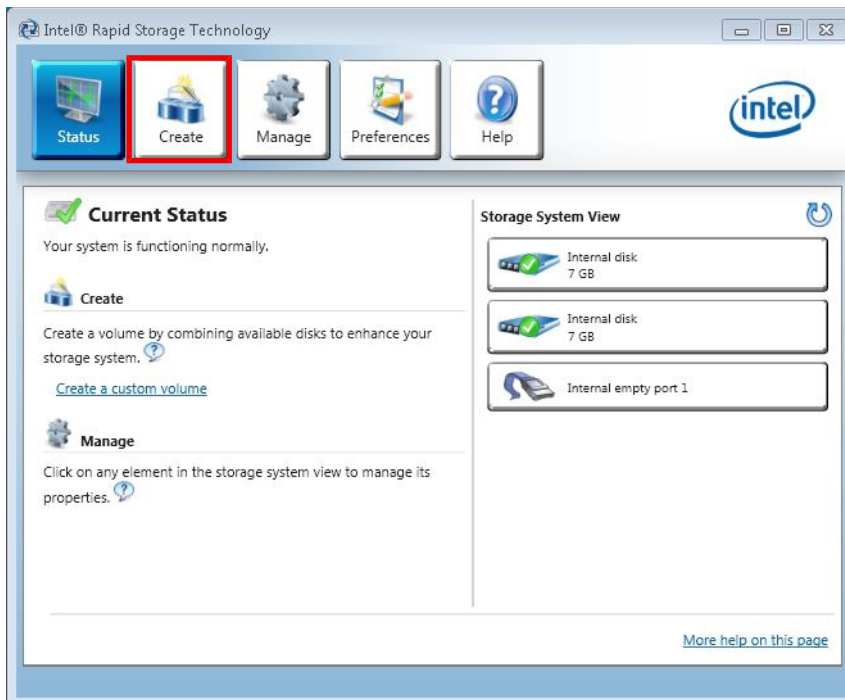 Intel® Rapid Storage Technology
Status
Create
Manage
Preferences
Help
intel
Current Status
Your system is functioning normally.
Create
Create a volume by combining available disks to enhance your
storage system.
Create a custom volume
Manage
Click on any element in the storage system view to manage its
properties.
Storage System View
Internal disk
7 GB
Internal disk
7 GB
Internal empty port 1
More help on this page